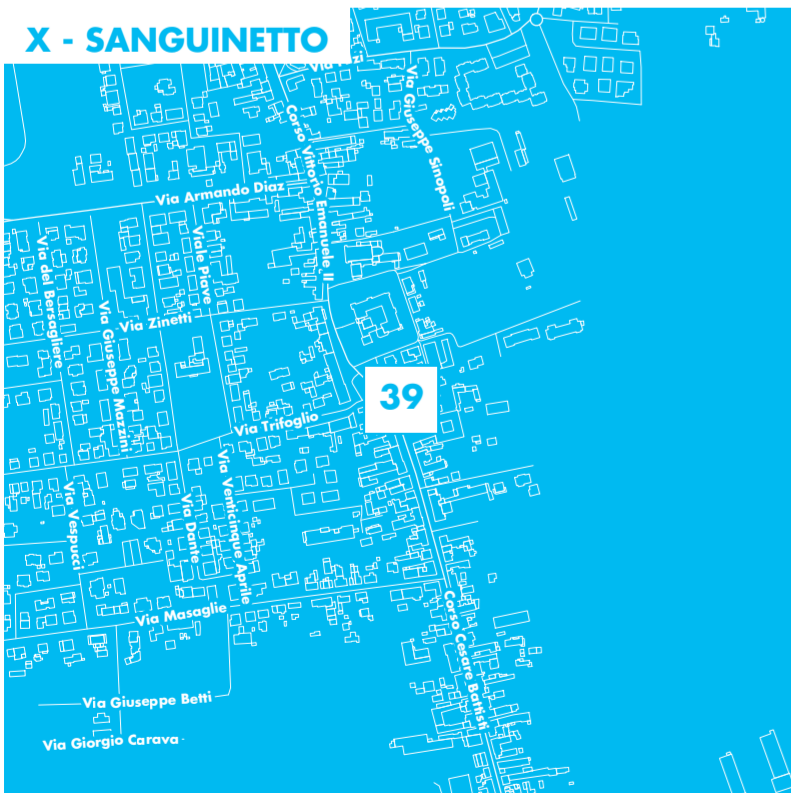 X - SANGUINETTO
Via Giuseppe Sinopoli
Corso Vittorio Emanuele II
Via Armando Diaz
Viale Piave
Via del Bersagliere
Via Giuseppe Mazzini
Via Zinetti
39
Via Trifoglio
Via Venticinque Aprile
Via Vespucci
Via Dante
Via Masaglie
Corso Cesare Battisti
Via Giuseppe Betti
Via Giorgio Carava